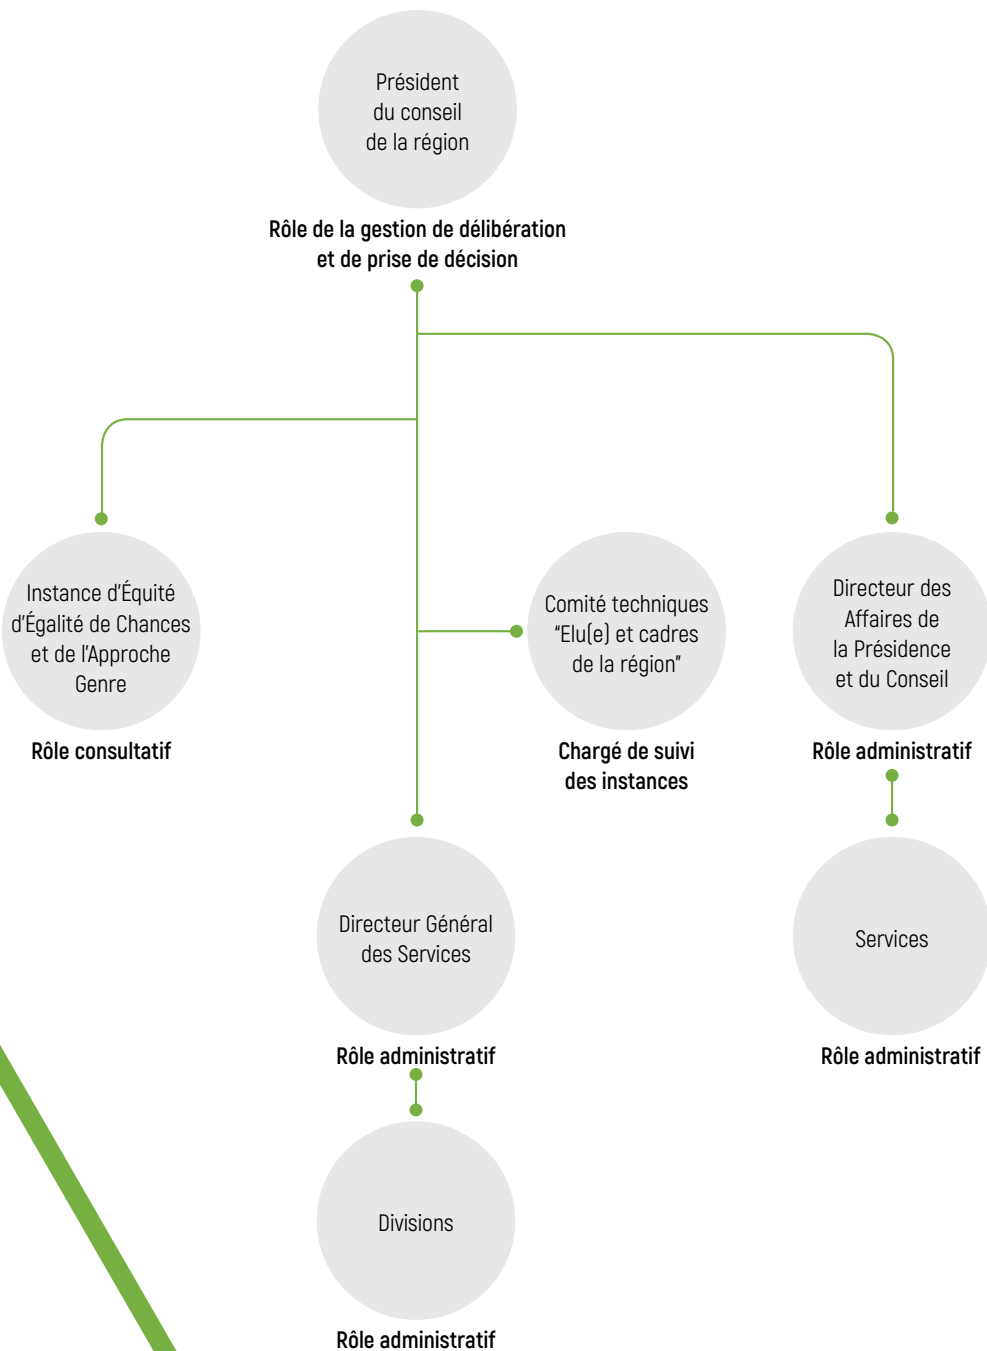 Président
du conseil
de la région
Rôle de la gestion de délibération
et de prise de décision
Instance d'Équité
d'Égalité de Chances
et de l'Approche
Genre
Rôle consultatif
Comité techniques
"Elu(e) et cadres
de la région"
Chargé de suivi
des instances
Directeur des
Affaires de
la Présidence
et du Conseil
Rôle administratif
Directeur Général
des Services
Rôle administratif
Services
Rôle administratif
Divisions
Rôle administratif